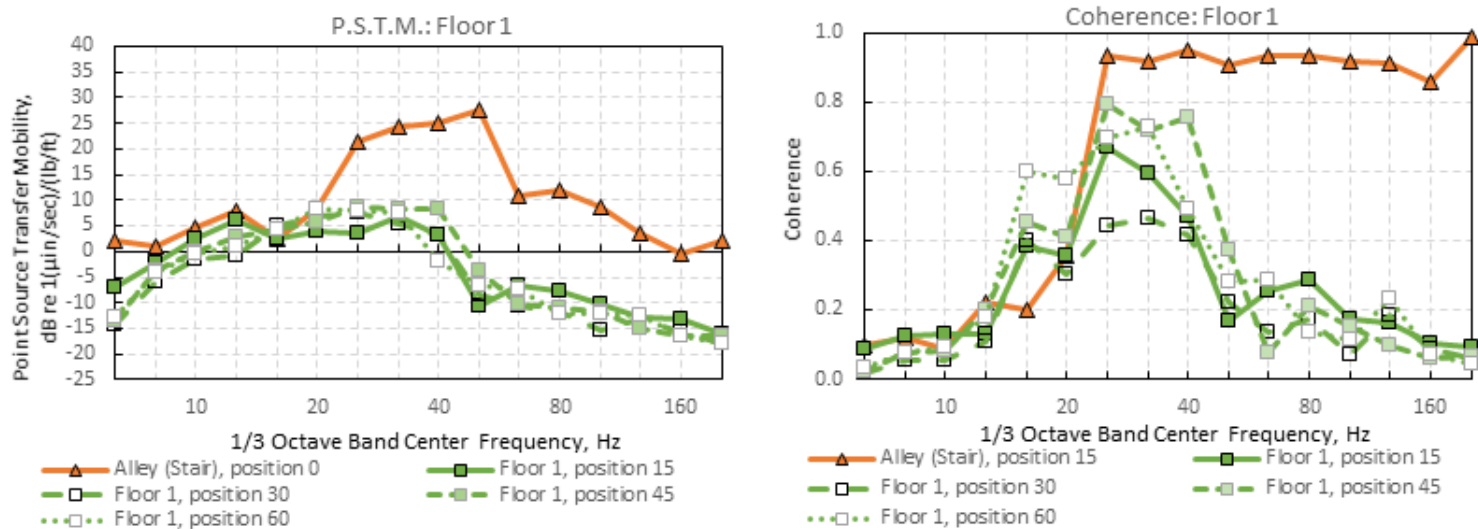 P.S.T.M.: Floor 1
Point Source Transfer Mobility,
dB re 1(µin/sec)/(lb/ft)
40
35
30
25
20
15
10
5
0
-5
-10
-15
-20
-25
10 20 40 80 160
1/3 Octave Band Center Frequency, Hz
Alley (Stair), position 0
Floor 1, position 15
Floor 1, position 30
Floor 1, position 45
Floor 1, position 60
Coherence: Floor 1
Coherence
1.0
0.8
0.6
0.4
0.2
0.0
10 20 40 80 160
1/3 Octave Band Center Frequency, Hz
Alley (Stair), position 15
Floor 1, position 15
Floor 1, position 30
Floor 1, position 45
Floor 1, position 60